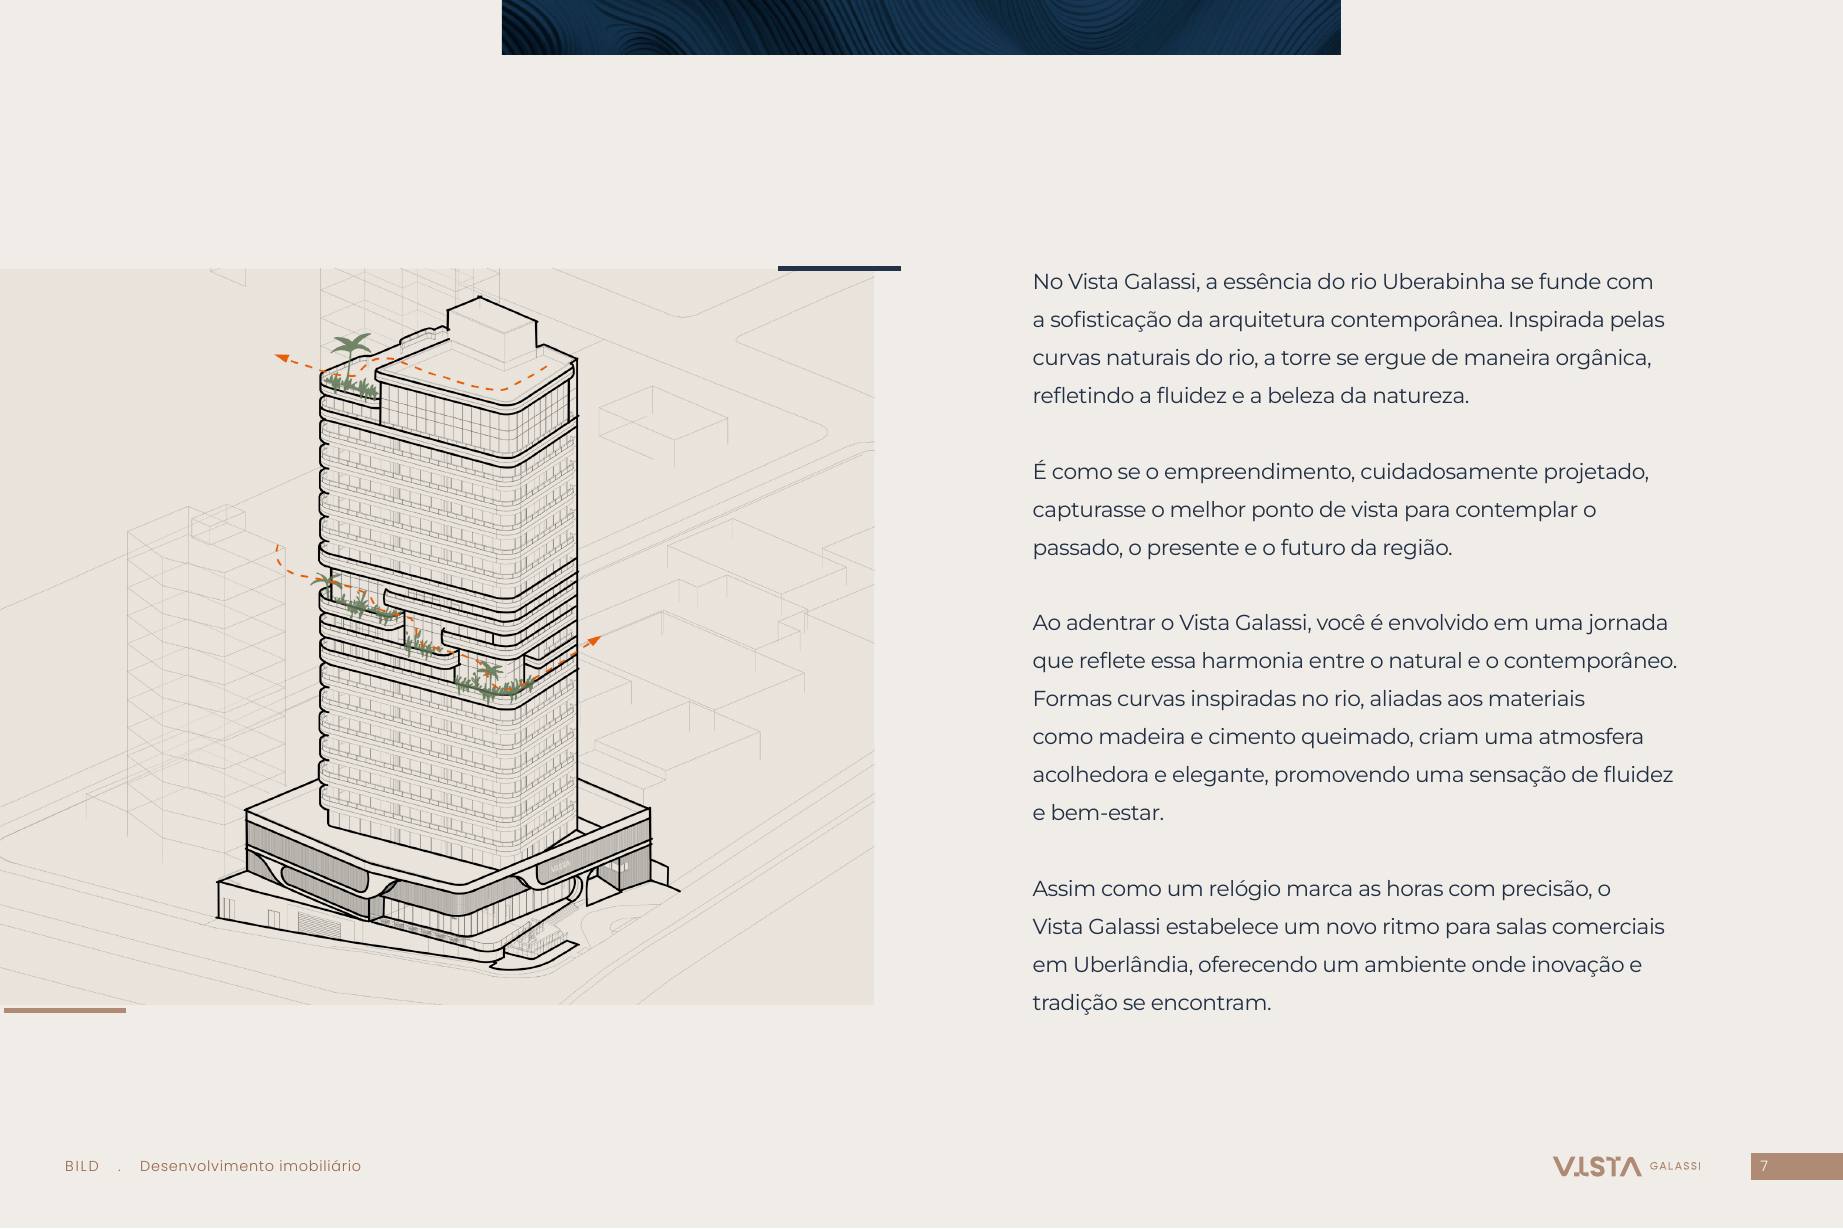 No Vista Galassi, a essência do rio Uberabinha se funde com
a sofisticação da arquitetura contemporânea. Inspirada pelas
curvas naturais do rio, a torre se ergue de maneira orgânica,
refletindo a fluidez e a beleza da natureza.
É como se o empreendimento, cuidadosamente projetado,
capturasse o melhor ponto de vista para contemplar o
passado, o presente e o futuro da região.
Ao adentrar o Vista Galassi, você é envolvido em uma jornada
que reflete essa harmonia entre o natural e o contemporâneo.
Formas curvas inspiradas no rio, aliadas aos materiais
como madeira e cimento queimado, criam uma atmosfera
acolhedora e elegante, promovendo uma sensação de fluidez
e bem-estar.
Assim como um relógio marca as horas com precisão, o
Vista Galassi estabelece um novo ritmo para salas comerciais
em Uberlândia, oferecendo um ambiente onde inovação e
tradição se encontram.
BILD . Desenvolvimento imobiliário
VISTA GALASSI
7